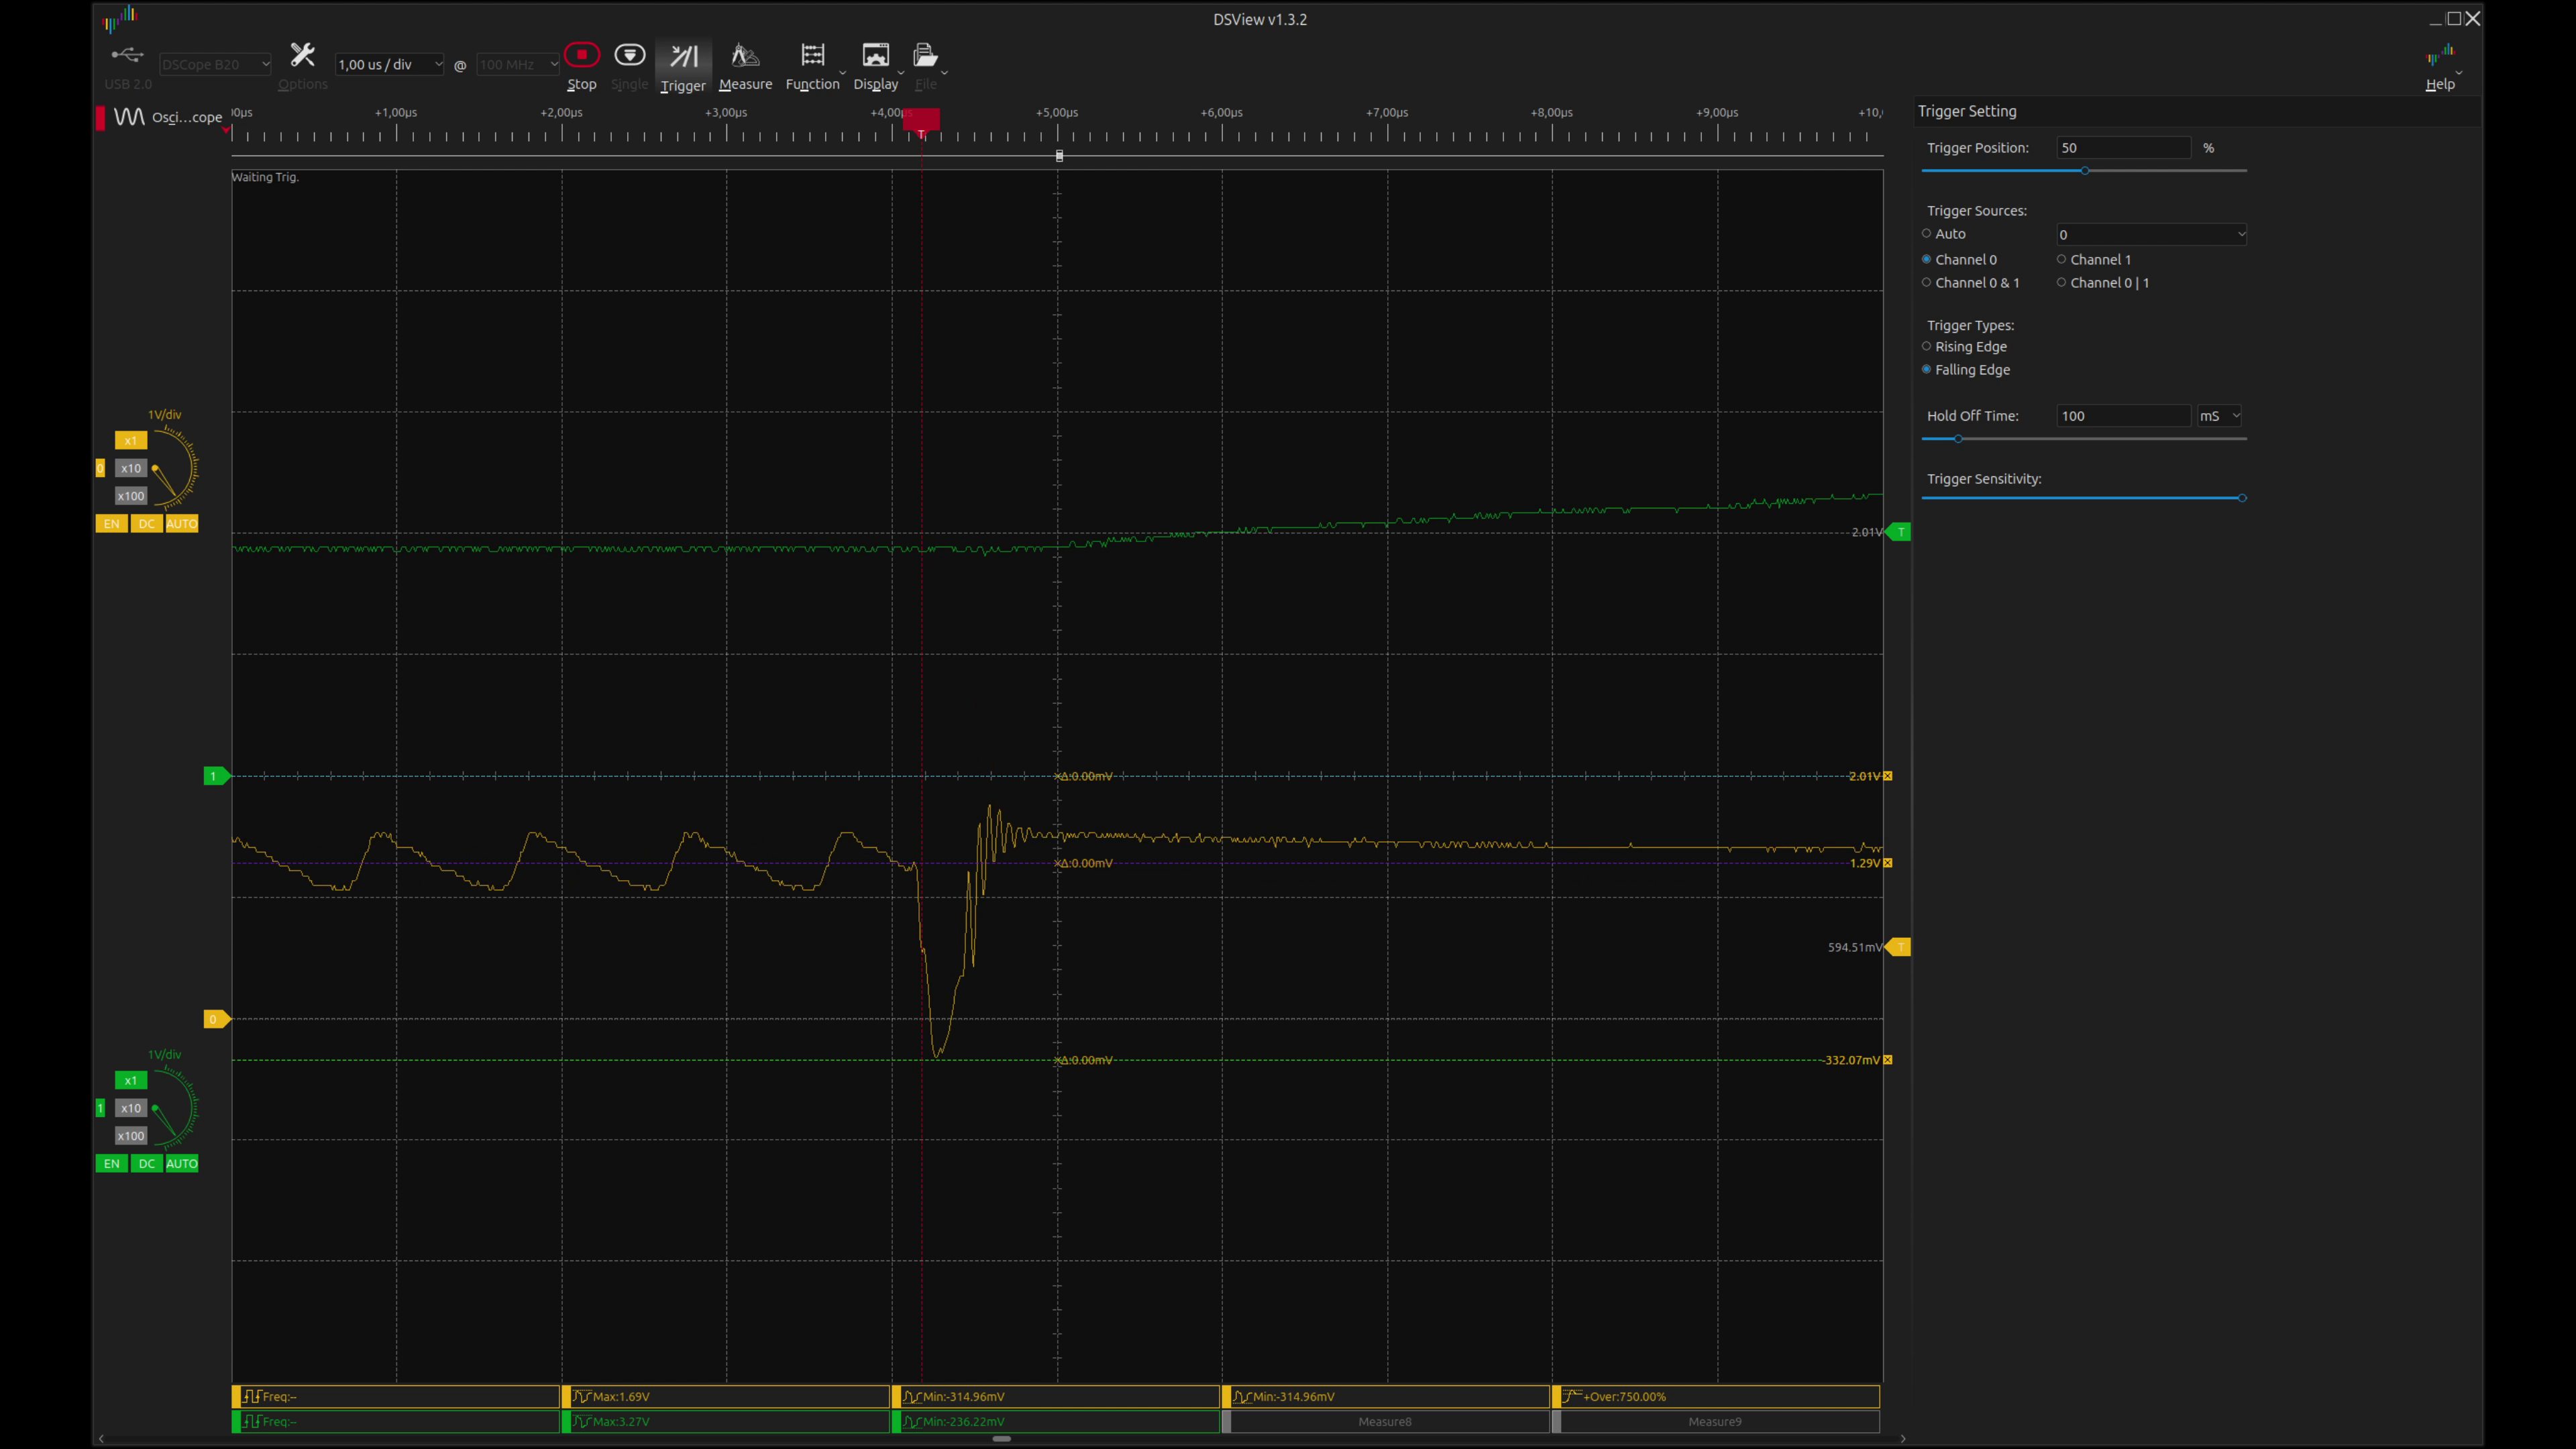 DSView v1.3.2
USB 2.0
DSCope B20
Options
1,00 us / div
@
100 MHz
Stop
Single
Trigger
Measure
Function
Display
File
Help
Osci...cope
+1,00µs
+2,00µs
+3,00µs
+5,00µs
+6,00µs
+7,00µs
+8,00µs
+9,00µs
T
Waiting Trig.
1V/div
x1
0
x10
x100
EN DC AUTO
2.01V
T
1
Δ:0.00mV
2.01V
Δ:0.00mV
1.29V
594.51mV
T
0
Δ:0.00mV
-332.07mV
1V/div
x1
1
x10
x100
EN DC AUTO
Freq:--
Max:1.69V
Min:-314.96mV
Min:-314.96mV
+Over:750.00%
Freq:--
Max:3.27V
Min:-236.22mV
Measure8
Measure9
Trigger Setting
Trigger Position:
50
%
Trigger Sources:
Auto
0
Channel 0
Channel 1
Channel 0 & 1
Channel 0 | 1
Trigger Types:
Rising Edge
Falling Edge
Hold Off Time:
100
mS
Trigger Sensitivity: